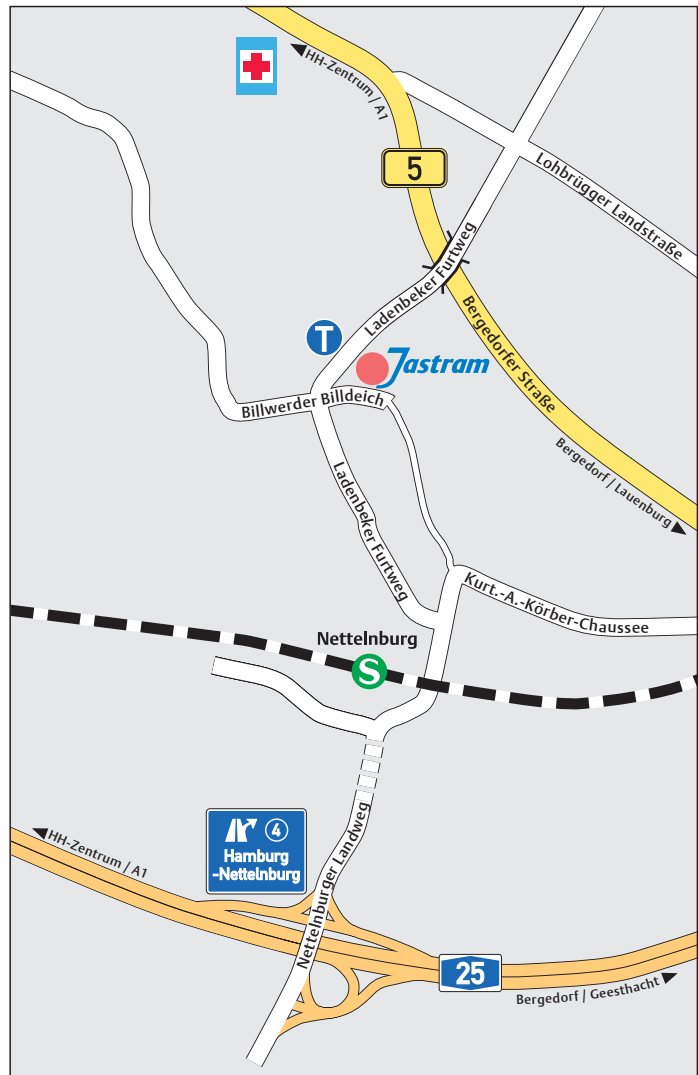 HH-Zentrum / A1
5
Lohbrügger Landstraße
Ladenbeker Furtweg
T
Jastram
Bergedorfer Straße
Billwerder Billdeich
Bergedorf / Lauenburg
Ladenbeker Furtweg
Kurt.-A.-Körber-Chaussee
Nettelnburg
S
4
Hamburg
-Nettelnburg
HH-Zentrum / A1
Nettelnburger Landweg
25
Bergedorf / Geesthacht